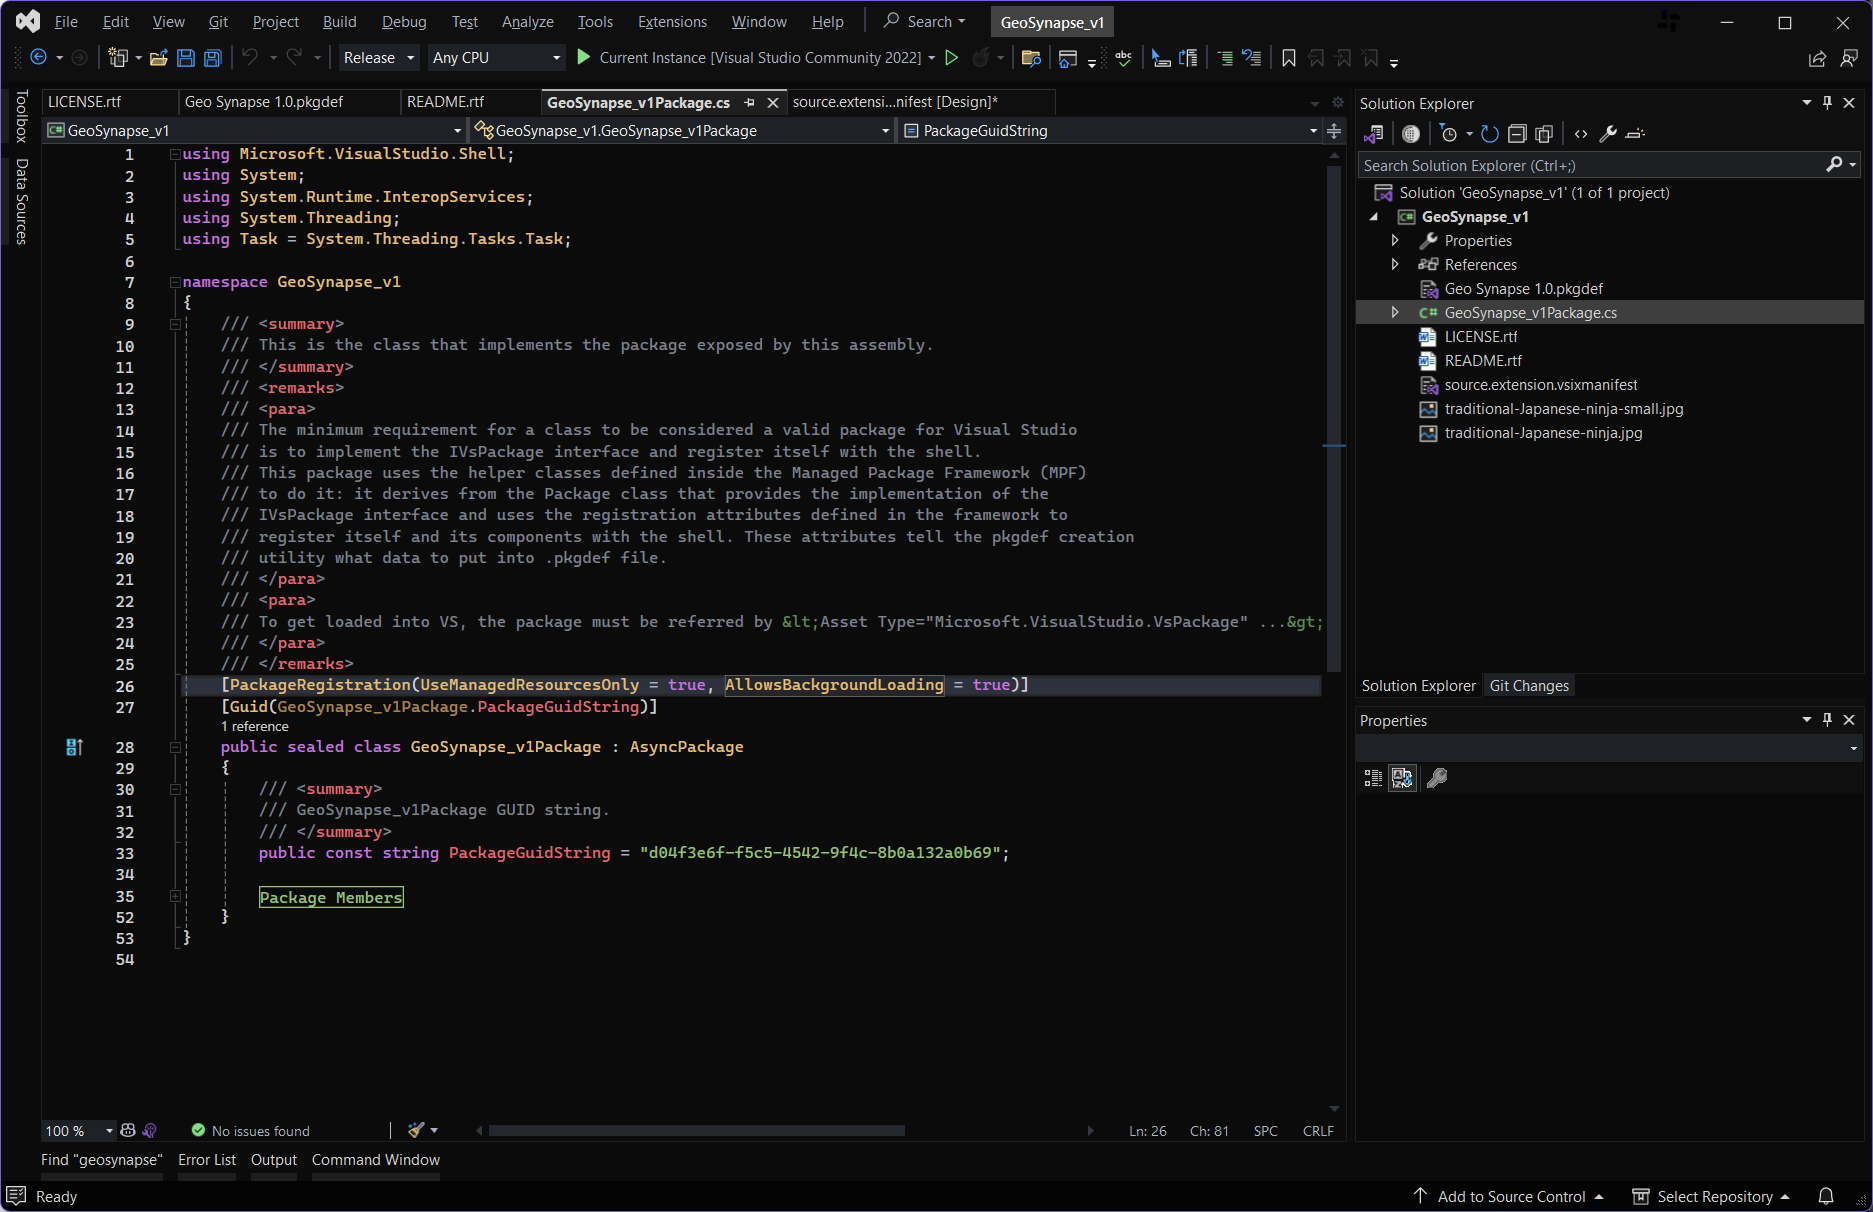 File Edit View Git Project Build Debug Test Analyze Tools Extensions Window Help Search GeoSynapse_v1
Release Any CPU Current Instance [Visual Studio Community 2022] abc
Toolbox
Data Sources
LICENSE.rtf Geo Synapse 1.0.pkgdef README.rtf GeoSynapse_v1Package.cs source.extensi...nifest [Design]*
C# GeoSynapse_v1 GeoSynapse_v1.GeoSynapse_v1Package PackageGuidString
1 using Microsoft.VisualStudio.Shell;
2 using System;
3 using System.Runtime.InteropServices;
4 using System.Threading;
5 using Task = System.Threading.Tasks.Task;
6
7 namespace GeoSynapse_v1
8 {
9 /// <summary>
10 /// This is the class that implements the package exposed by this assembly.
11 /// </summary>
12 /// <remarks>
13 /// <para>
14 /// The minimum requirement for a class to be considered a valid package for Visual Studio
15 /// is to implement the IVsPackage interface and register itself with the shell.
16 /// This package uses the helper classes defined inside the Managed Package Framework (MPF)
17 /// to do it: it derives from the Package class that provides the implementation of the
18 /// IVsPackage interface and uses the registration attributes defined in the framework to
19 /// register itself and its components with the shell. These attributes tell the pkgdef creation
20 /// utility what data to put into .pkgdef file.
21 /// </para>
22 /// <para>
23 /// To get loaded into VS, the package must be referred by &lt;Asset Type="Microsoft.VisualStudio.VsPackage" ...&gt;
24 /// </para>
25 /// </remarks>
26 [PackageRegistration(UseManagedResourcesOnly = true, AllowsBackgroundLoading = true)]
27 [Guid(GeoSynapse_v1Package.PackageGuidString)]
1 reference
28 public sealed class GeoSynapse_v1Package : AsyncPackage
29 {
30 /// <summary>
31 /// GeoSynapse_v1Package GUID string.
32 /// </summary>
33 public const string PackageGuidString = "d04f3e6f-f5c5-4542-9f4c-8b0a132a0b69";
34
35 Package Members
52 }
53 }
54
100 % No issues found Ln: 26 Ch: 81 SPC CRLF
Find "geosynapse" Error List Output Command Window
Solution Explorer
Search Solution Explorer (Ctrl+;)
Solution 'GeoSynapse_v1' (1 of 1 project)
C# GeoSynapse_v1
Properties
References
Geo Synapse 1.0.pkgdef
C# GeoSynapse_v1Package.cs
LICENSE.rtf
README.rtf
source.extension.vsixmanifest
traditional-Japanese-ninja-small.jpg
traditional-Japanese-ninja.jpg
Solution Explorer Git Changes
Properties
Ready Add to Source Control Select Repository